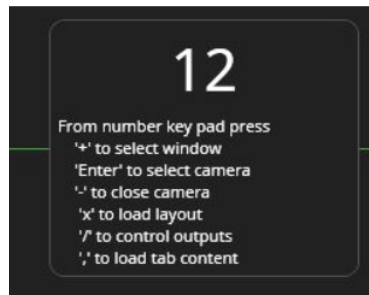 12
From number key pad press
'+' to select window
'Enter' to select camera
'-' to close camera
'x' to load layout
'/' to control outputs
',' to load tab content